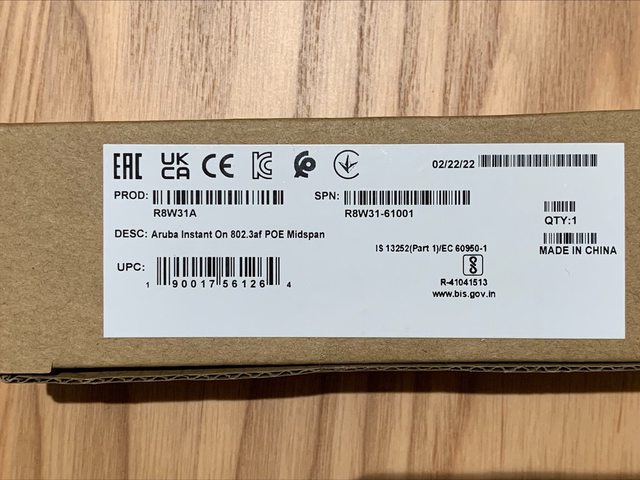 EAC UK CA CE 02/22/22
PROD: R8W31A
SPN: R8W31-61001
QTY:1
DESC: Aruba Instant On 802.3af POE Midspan
MADE IN CHINA
IS 13252(Part 1)/EC 60950-1
UPC: 1 90017 56126 4
R-41041513
www.bis.gov.in